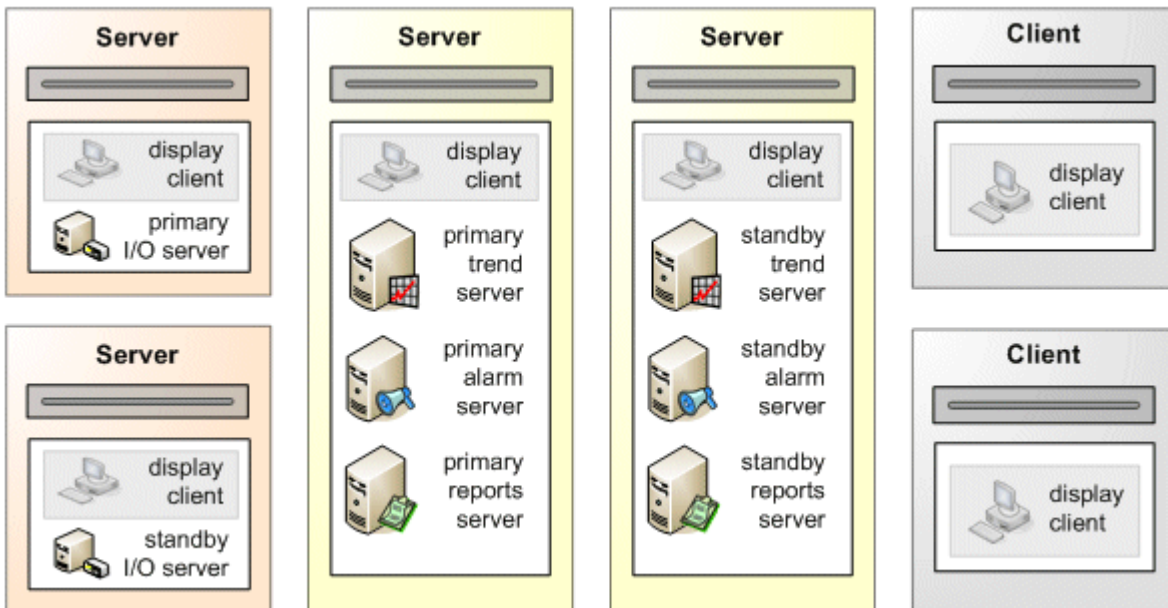 Server
display
client
primary
I/O server
Server
display
client
standby
I/O server
Server
display
client
primary
trend
server
primary
alarm
server
primary
reports
server
Server
display
client
standby
trend
server
standby
alarm
server
standby
reports
server
Client
display
client
Client
display
client